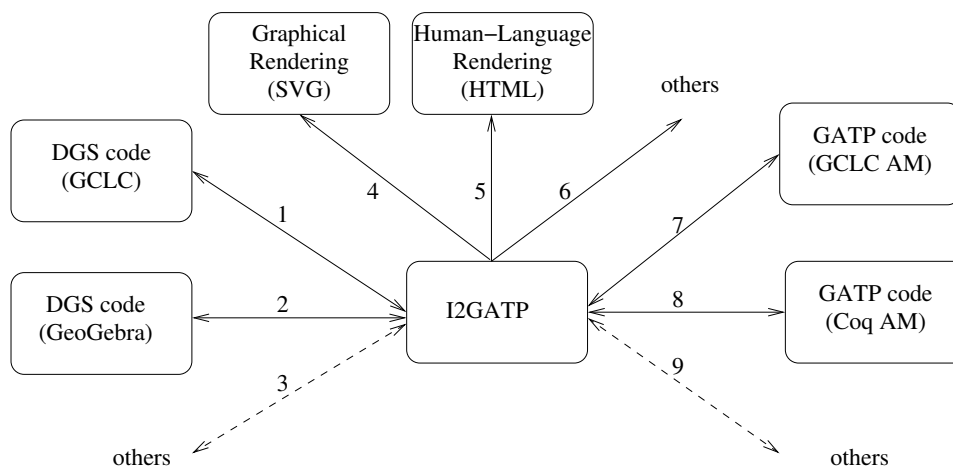 Graphical
Rendering
(SVG)
Human−Language
Rendering
(HTML)
others
DGS code
(GCLC)
GATP code
(GCLC AM)
4
5
6
1
7
DGS code
(GeoGebra)
2
I2GATP
8
GATP code
(Coq AM)
3
9
others
others